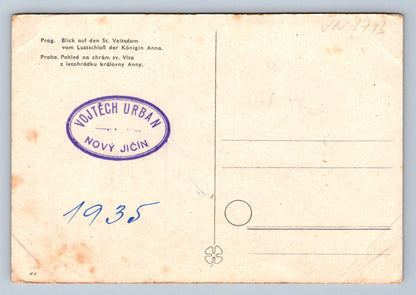 Prag. Blick auf den St. Veitsdom
vom Lustschloß der Königin Anna.
Praha. Pohled na chrám sv. Víta
z letohrádku královny Anny.
VOJTĚCH URBAN
NOVÝ JIČÍN
1935